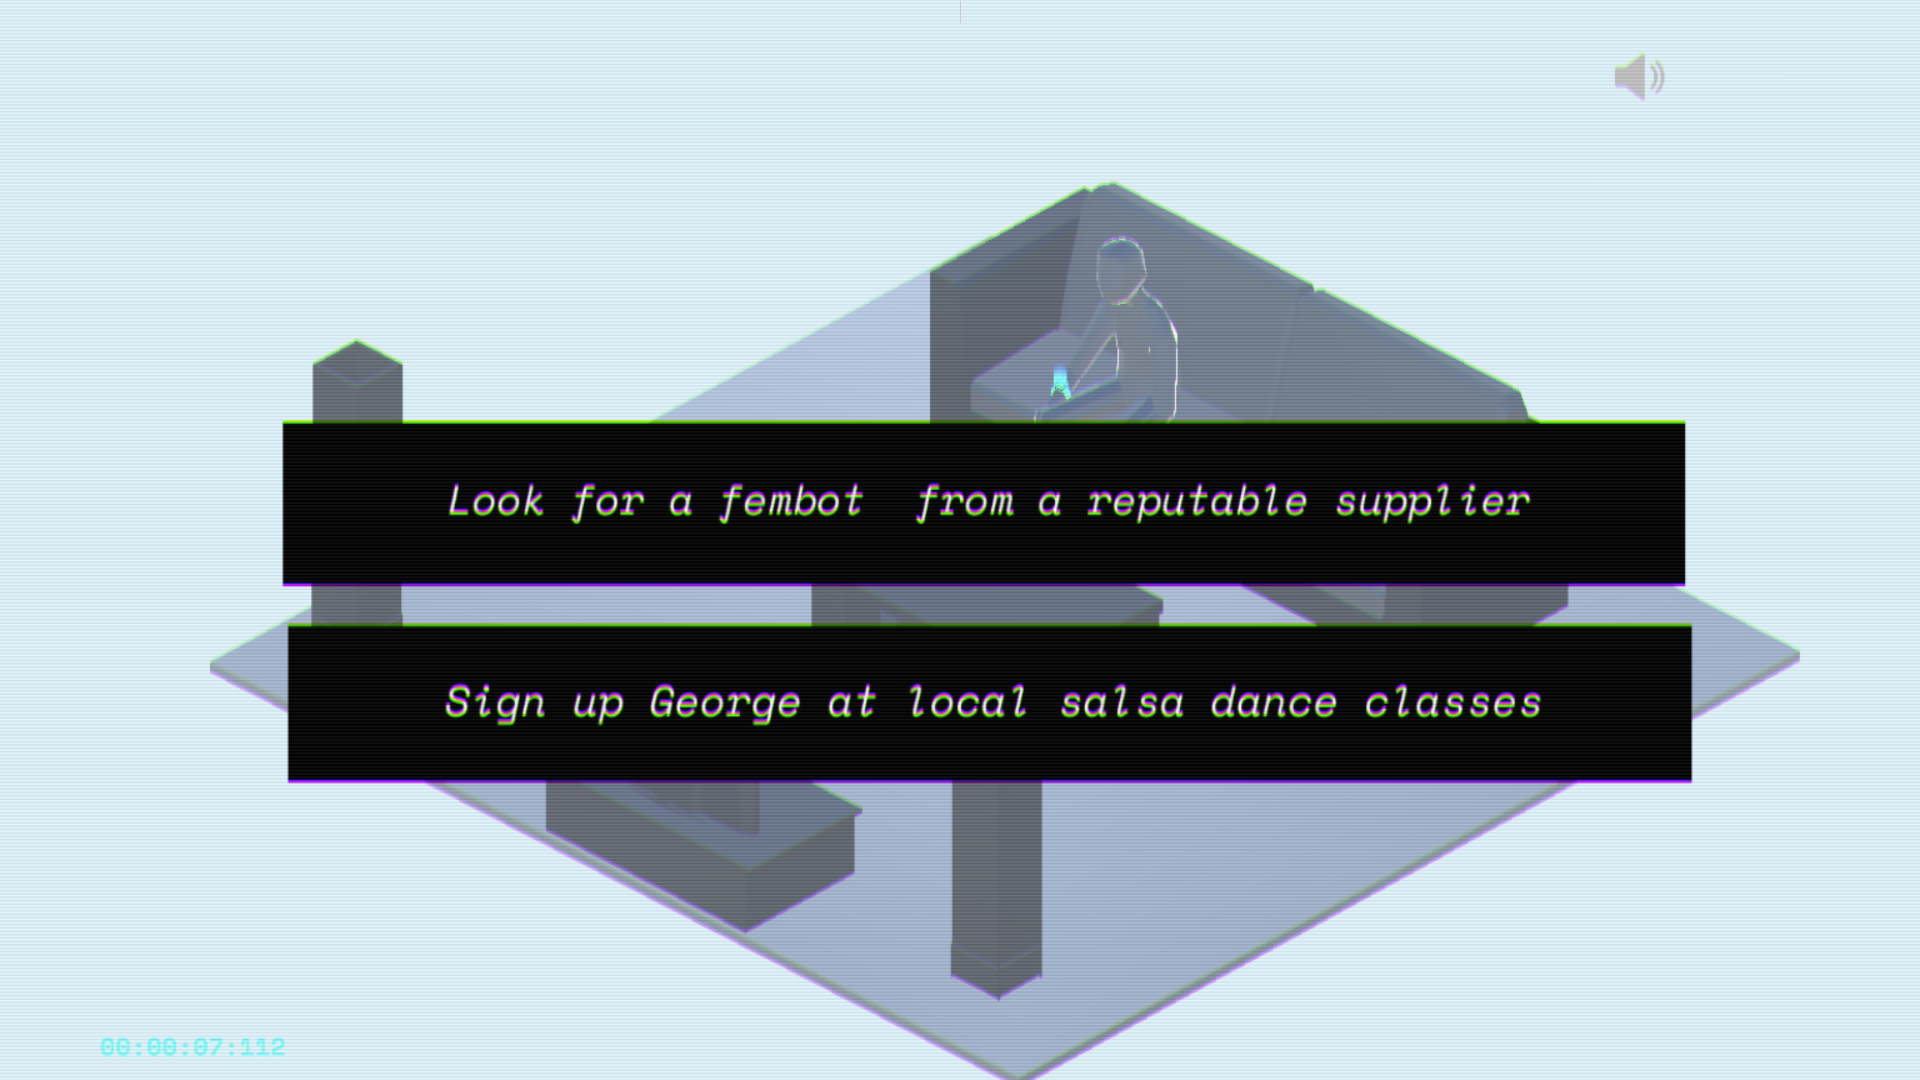 Look for a fembot  from a reputable supplier
Sign up George at local salsa dance classes
00:00:07:112